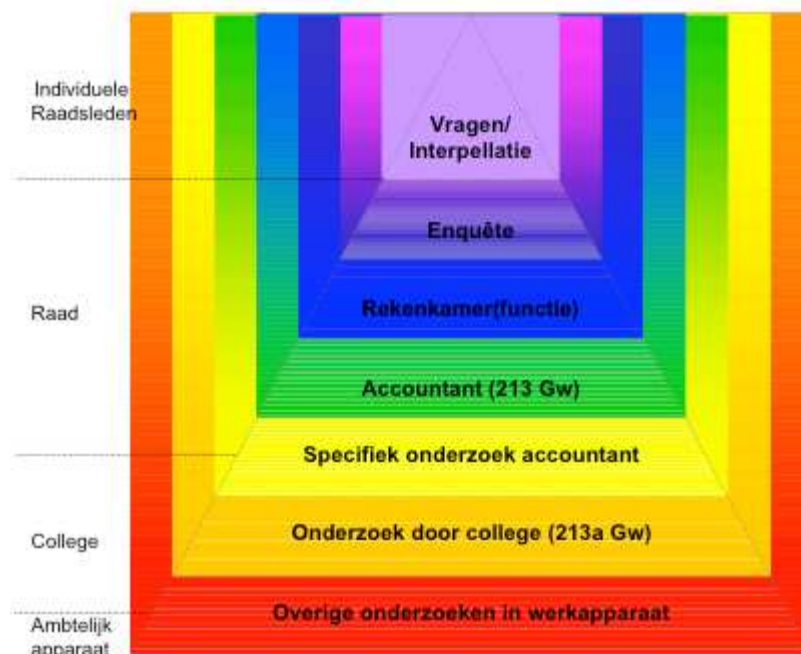 Individuele
Raadsleden
Vragen/
Interpellatie
Enquête
Raad
Rekenkamer(functie)
Accountant (213 Gw)
Specifiek onderzoek accountant
College
Onderzoek door college (213a Gw)
Overige onderzoeken in werkapparaat
Ambtelijk
apparaat